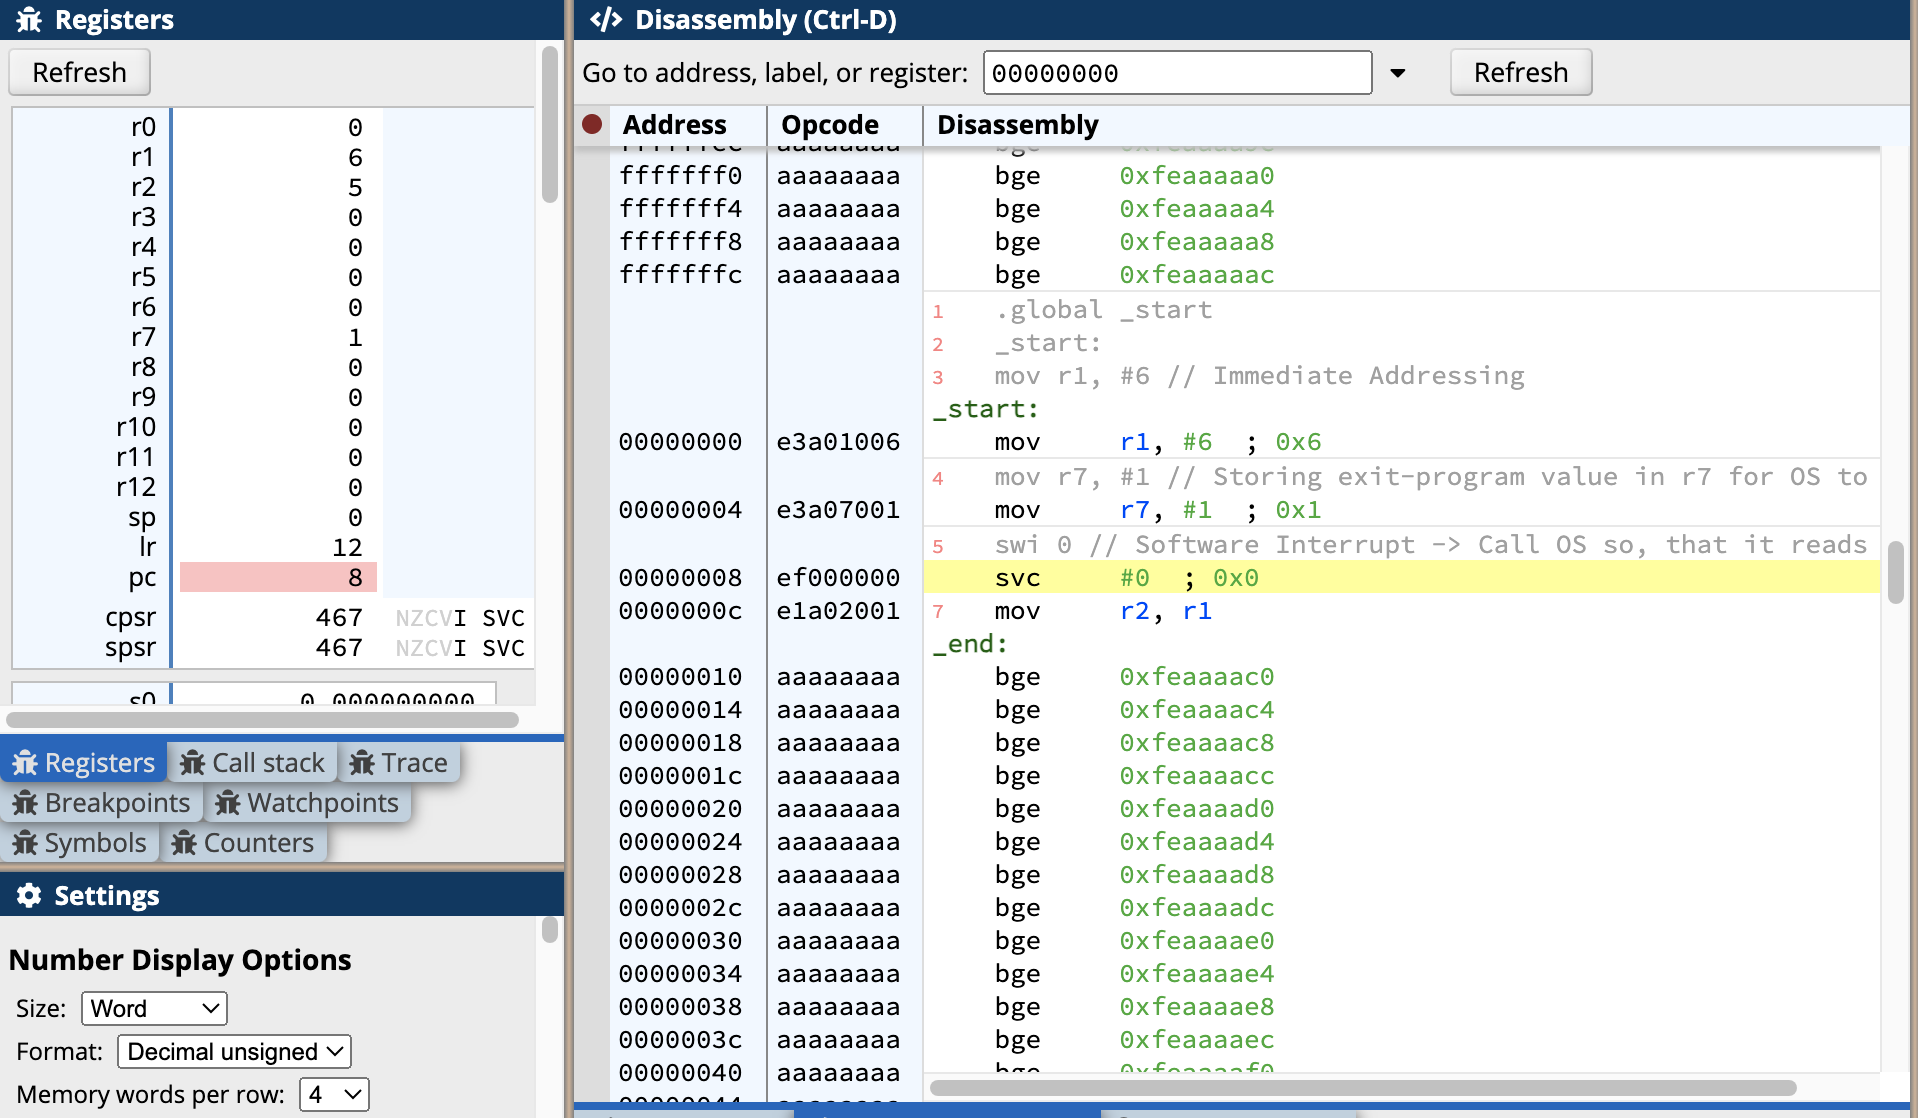 Registers
Refresh
r0 0
r1 6
r2 5
r3 0
r4 0
r5 0
r6 0
r7 1
r8 0
r9 0
r10 0
r11 0
r12 0
sp 0
lr 12
pc 8
cpsr 467 NZCVI SVC
spsr 467 NZCVI SVC
s0 0.000000000
Registers Call stack Trace
Breakpoints Watchpoints
Symbols Counters
Settings
Number Display Options
Size: Word
Format: Decimal unsigned
Memory words per row: 4
</> Disassembly (Ctrl-D)
Go to address, label, or register: 00000000 Refresh
Address Opcode Disassembly
fffffff0 aaaaaaaa bge 0xfeaaaaa0
fffffff4 aaaaaaaa bge 0xfeaaaaa4
fffffff8 aaaaaaaa bge 0xfeaaaaa8
fffffffc aaaaaaaa bge 0xfeaaaaac
1 .global _start
2 _start:
3 mov r1, #6 // Immediate Addressing
_start:
00000000 e3a01006 mov r1, #6 ; 0x6
4 mov r7, #1 // Storing exit-program value in r7 for OS to
00000004 e3a07001 mov r7, #1 ; 0x1
5 swi 0 // Software Interrupt -> Call OS so, that it reads
00000008 ef000000 svc #0 ; 0x0
0000000c e1a02001 7 mov r2, r1
_end:
00000010 aaaaaaaa bge 0xfeaaaac0
00000014 aaaaaaaa bge 0xfeaaaac4
00000018 aaaaaaaa bge 0xfeaaaac8
0000001c aaaaaaaa bge 0xfeaaaacc
00000020 aaaaaaaa bge 0xfeaaaad0
00000024 aaaaaaaa bge 0xfeaaaad4
00000028 aaaaaaaa bge 0xfeaaaad8
0000002c aaaaaaaa bge 0xfeaaaadc
00000030 aaaaaaaa bge 0xfeaaaae0
00000034 aaaaaaaa bge 0xfeaaaae4
00000038 aaaaaaaa bge 0xfeaaaae8
0000003c aaaaaaaa bge 0xfeaaaaec
00000040 aaaaaaaa bge 0xfeaaaaf0